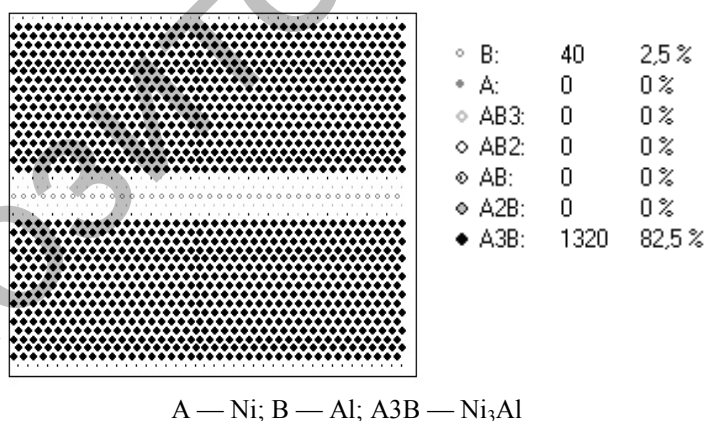 B: 40 2,5 %
A: 0 0 %
AB3: 0 0 %
AB2: 0 0 %
AB: 0 0 %
A2B: 0 0 %
A3B: 1320 82,5 %
A — Ni; B — Al; A3B — Ni₃Al